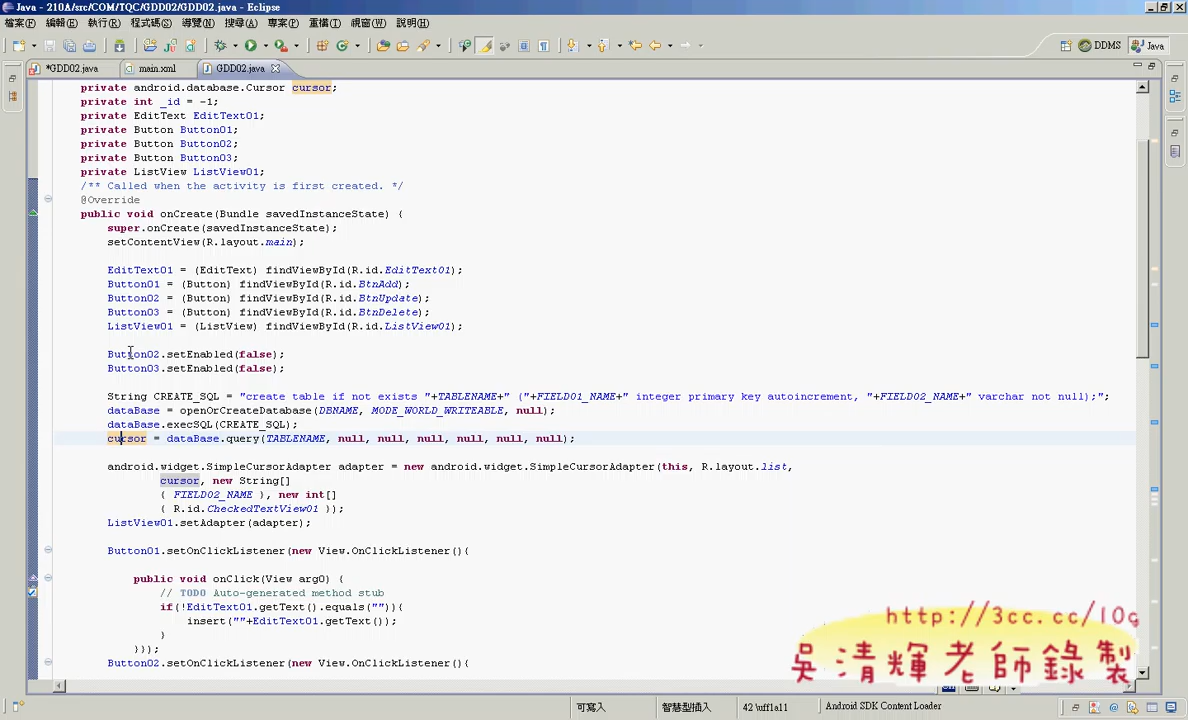 Java - 210A/src/COM/TQC/GDD02/GDD02.java - Eclipse
檔案(F) 編輯(E) 執行(R) 程式碼(S) 導覽(N) 搜尋(A) 專案(P) 重構(T) 視窗(W) 說明(H)
DDMS Java
*GDD02.java main.xml GDD02.java
private android.database.Cursor cursor;
private int _id = -1;
private EditText EditText01;
private Button Button01;
private Button Button02;
private Button Button03;
private ListView ListView01;
/** Called when the activity is first created. */
@Override
public void onCreate(Bundle savedInstanceState) {
super.onCreate(savedInstanceState);
setContentView(R.layout.main);
EditText01 = (EditText) findViewById(R.id.EditText01);
Button01 = (Button) findViewById(R.id.BtnAdd);
Button02 = (Button) findViewById(R.id.BtnUpdate);
Button03 = (Button) findViewById(R.id.BtnDelete);
ListView01 = (ListView) findViewById(R.id.ListView01);
Button02.setEnabled(false);
Button03.setEnabled(false);
String CREATE_SQL = "create table if not exists "+TABLENAME+" ("+FIELD01_NAME+" integer primary key autoincrement, "+FIELD02_NAME+" varchar not null);";
dataBase = openOrCreateDatabase(DBNAME, MODE_WORLD_WRITEABLE, null);
dataBase.execSQL(CREATE_SQL);
cursor = dataBase.query(TABLENAME, null, null, null, null, null, null);
android.widget.SimpleCursorAdapter adapter = new android.widget.SimpleCursorAdapter(this, R.layout.list,
cursor, new String[]
{ FIELD02_NAME }, new int[]
{ R.id.CheckedTextView01 });
ListView01.setAdapter(adapter);
Button01.setOnClickListener(new View.OnClickListener(){
public void onClick(View arg0) {
// TODO Auto-generated method stub
if(!EditText01.getText().equals("")){
insert(""+EditText01.getText());
}
}});
Button02.setOnClickListener(new View.OnClickListener(){
http://3cc.cc/10q
吳清輝老師錄製
可寫入 智慧型插入 42 \uff1a11 Android SDK Content Loader